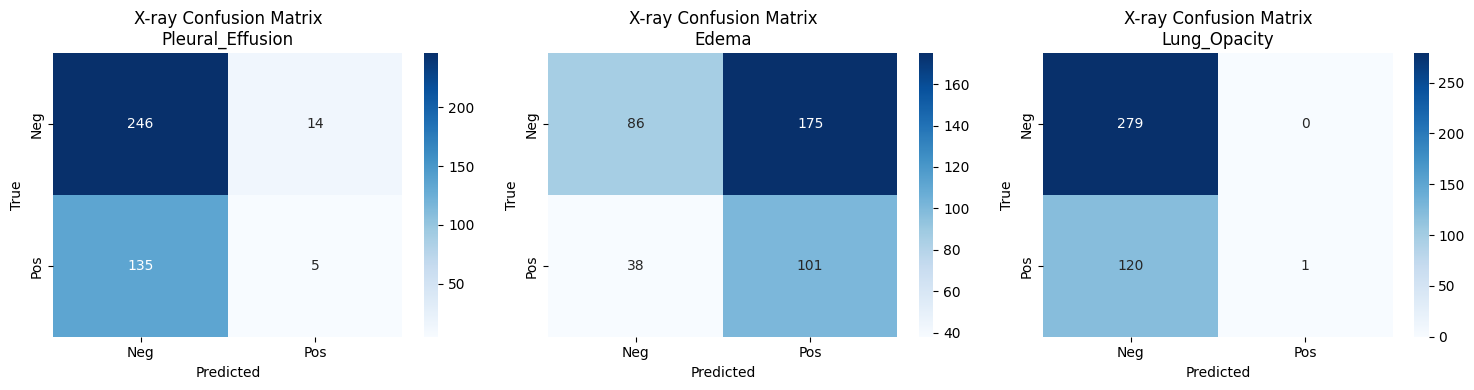 X-ray Confusion Matrix
Pleural_Effusion
Neg
Pos
True
246
14
135
5
Neg
Pos
Predicted
200
150
100
50
X-ray Confusion Matrix
Edema
Neg
Pos
True
86
175
38
101
Neg
Pos
Predicted
160
140
120
100
80
60
40
X-ray Confusion Matrix
Lung_Opacity
Neg
Pos
True
279
0
120
1
Neg
Pos
Predicted
250
200
150
100
50
0